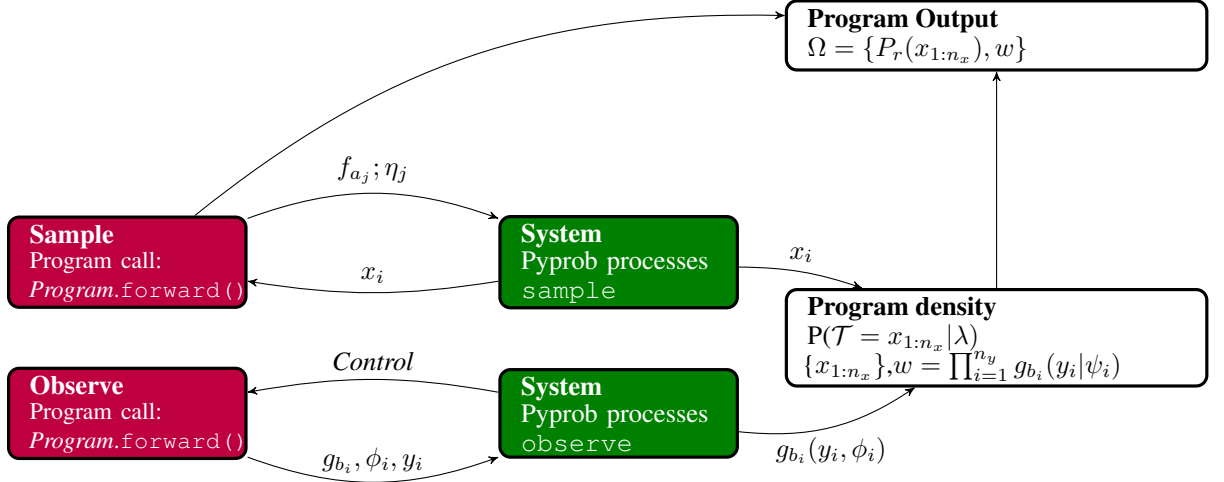 Program Output
Ω = {P_r(x_{1:n_x}), w}
f_{a_j}; η_j
Sample
Program call:
Program.forward()
x_i
System
Pyprob processes
sample
x_i
Program density
P(𝒯 = x_{1:n_x}|λ)
{x_{1:n_x}},w = ∏_{i=1}^{n_y} g_{b_i}(y_i|ψ_i)
Control
Observe
Program call:
Program.forward()
g_{b_i}, ϕ_i, y_i
System
Pyprob processes
observe
g_{b_i}(y_i, ϕ_i)